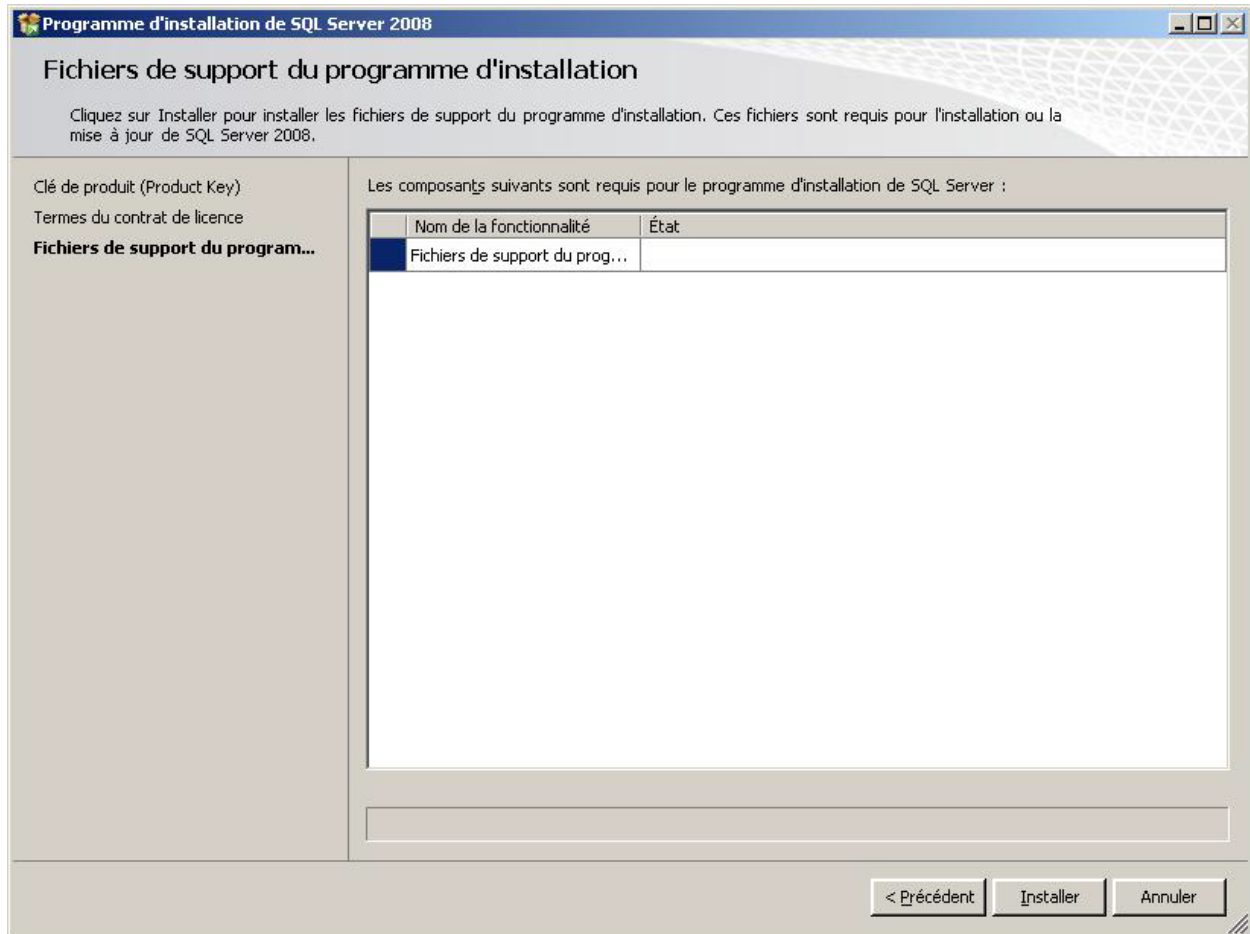 Programme d'installation de SQL Server 2008
Fichiers de support du programme d'installation
Cliquez sur Installer pour installer les fichiers de support du programme d'installation. Ces fichiers sont requis pour l'installation ou la
mise à jour de SQL Server 2008.
Clé de produit (Product Key)
Termes du contrat de licence
Fichiers de support du program...
Les composants suivants sont requis pour le programme d'installation de SQL Server :
Nom de la fonctionnalité État
Fichiers de support du prog...
< Précédent Installer Annuler